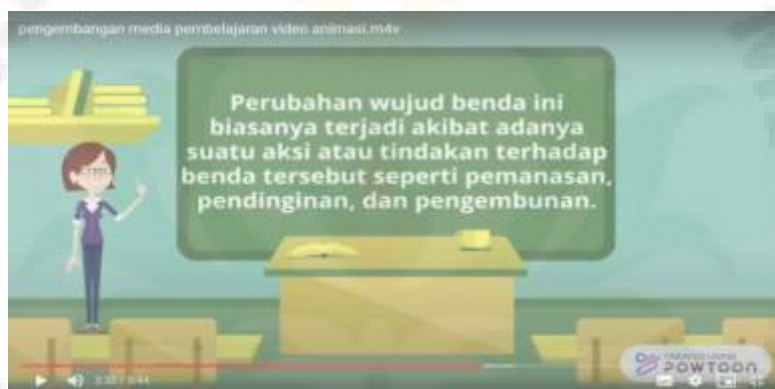 pengembangan media pembelajaran video animasi.m4v
Perubahan wujud benda ini
biasanya terjadi akibat adanya
suatu aksi atau tindakan terhadap
benda tersebut seperti pemanasan,
pendinginan, dan pengembunan.
POWTOON